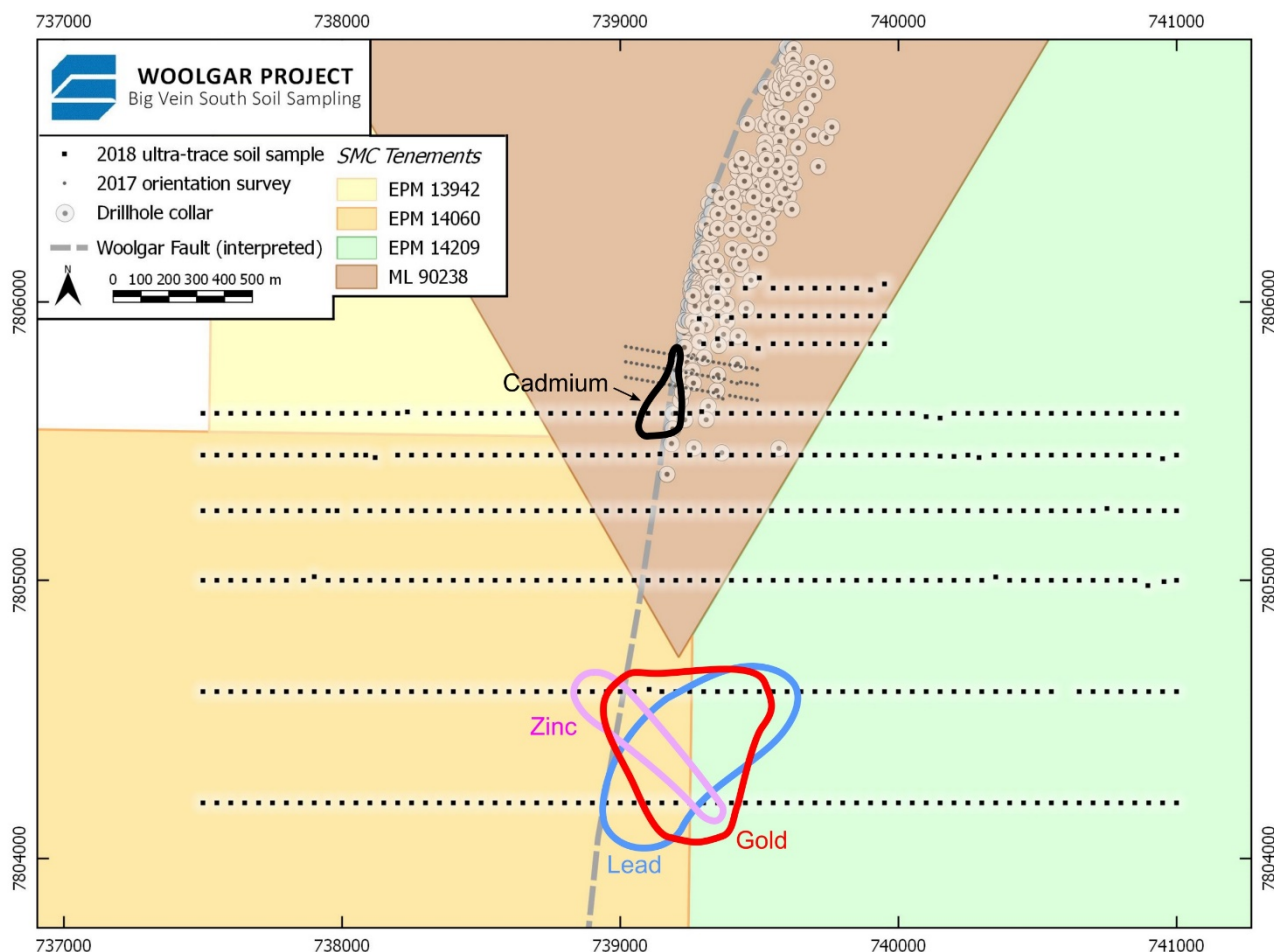 737000 738000 739000 740000 741000
WOOLGAR PROJECT
Big Vein South Soil Sampling
2018 ultra-trace soil sample
2017 orientation survey
Drillhole collar
Woolgar Fault (interpreted)
N
0 100 200 300 400 500 m
SMC Tenements
EPM 13942
EPM 14060
EPM 14209
ML 90238
7806000 7806000
Cadmium
7805000 7805000
Zinc
Gold
Lead
7804000 7804000
737000 738000 739000 740000 741000